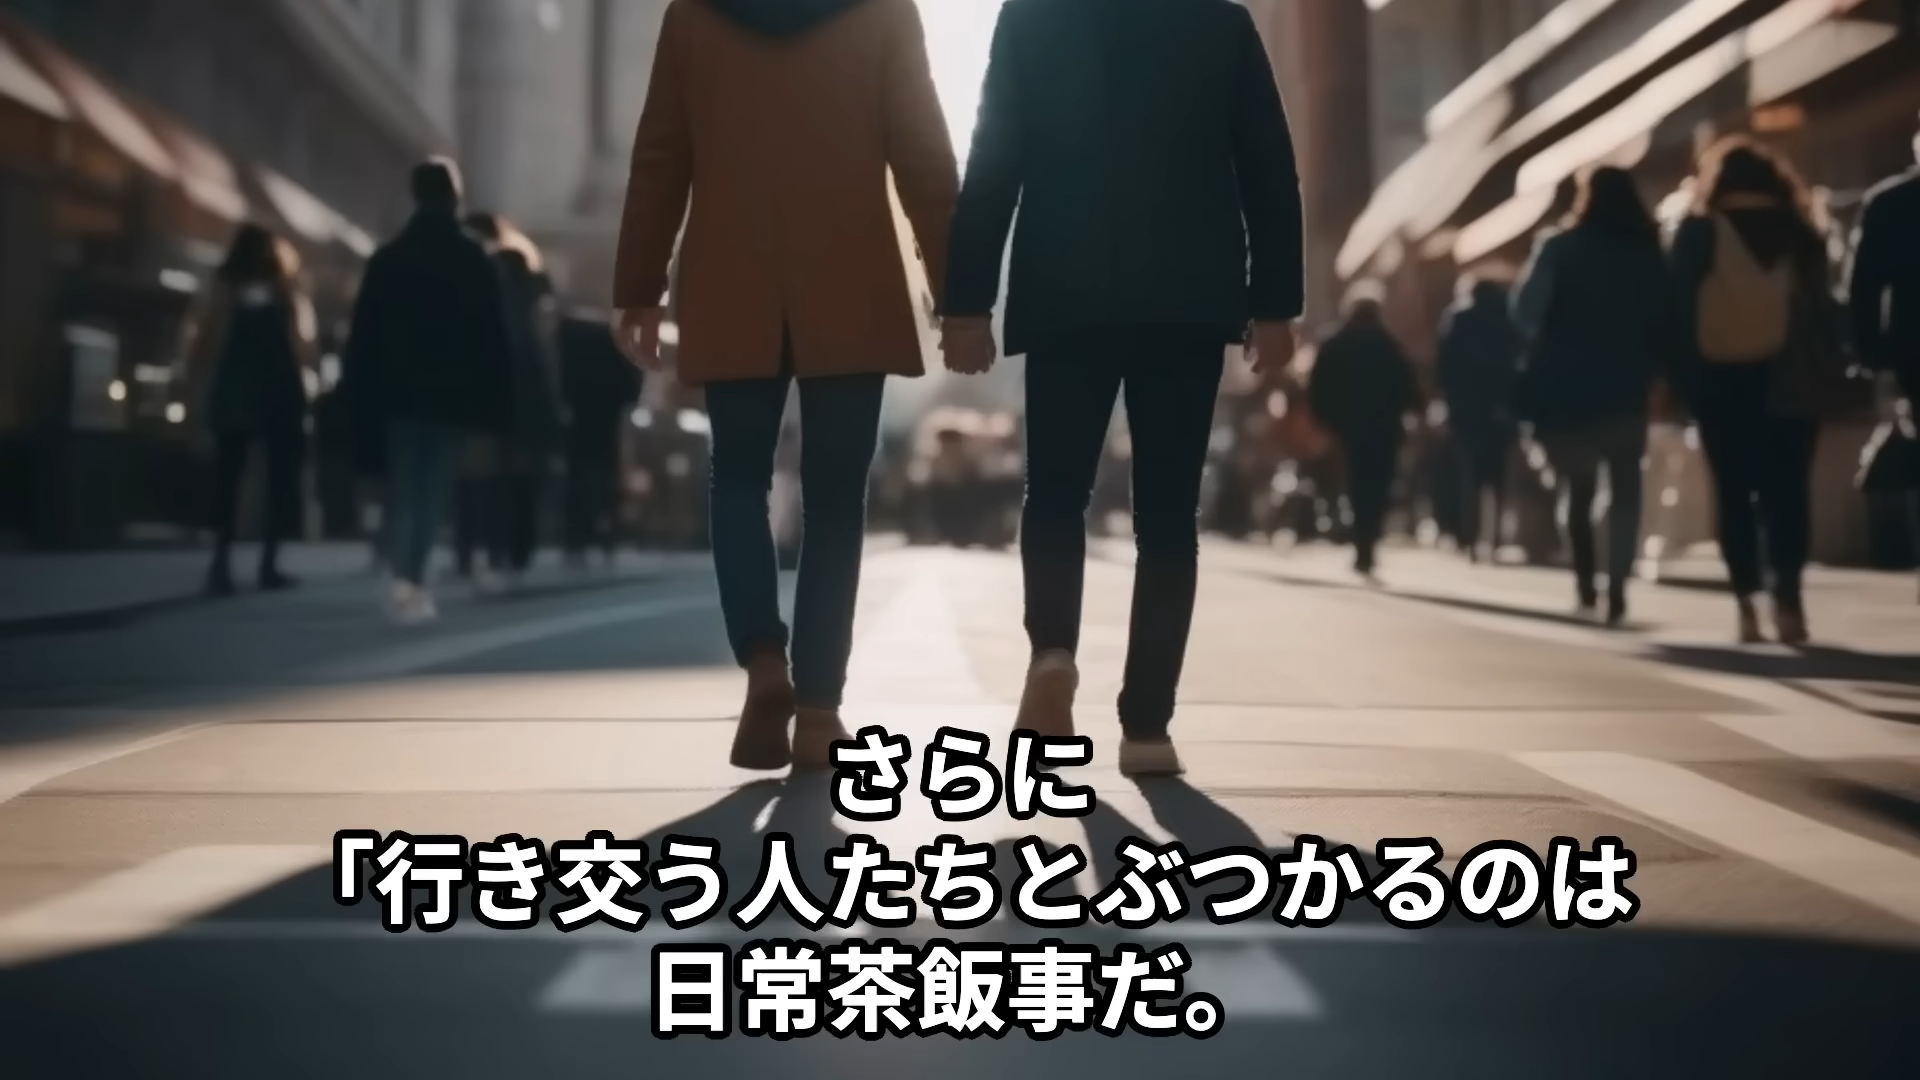 さらに
「行き交う人たちとぶつかるのは
日常茶飯事だ。